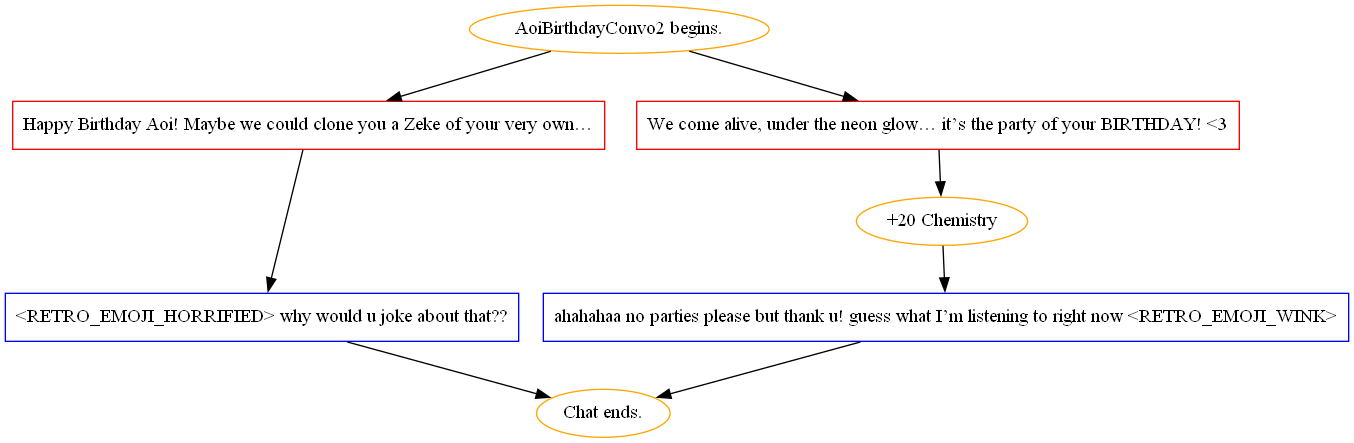 AoiBirthdayConvo2 begins.
Happy Birthday Aoi! Maybe we could clone you a Zeke of your very own…
We come alive, under the neon glow… it’s the party of your BIRTHDAY! <3
+20 Chemistry
<RETRO_EMOJI_HORRIFIED> why would u joke about that??
ahahahaa no parties please but thank u! guess what I’m listening to right now <RETRO_EMOJI_WINK>
Chat ends.